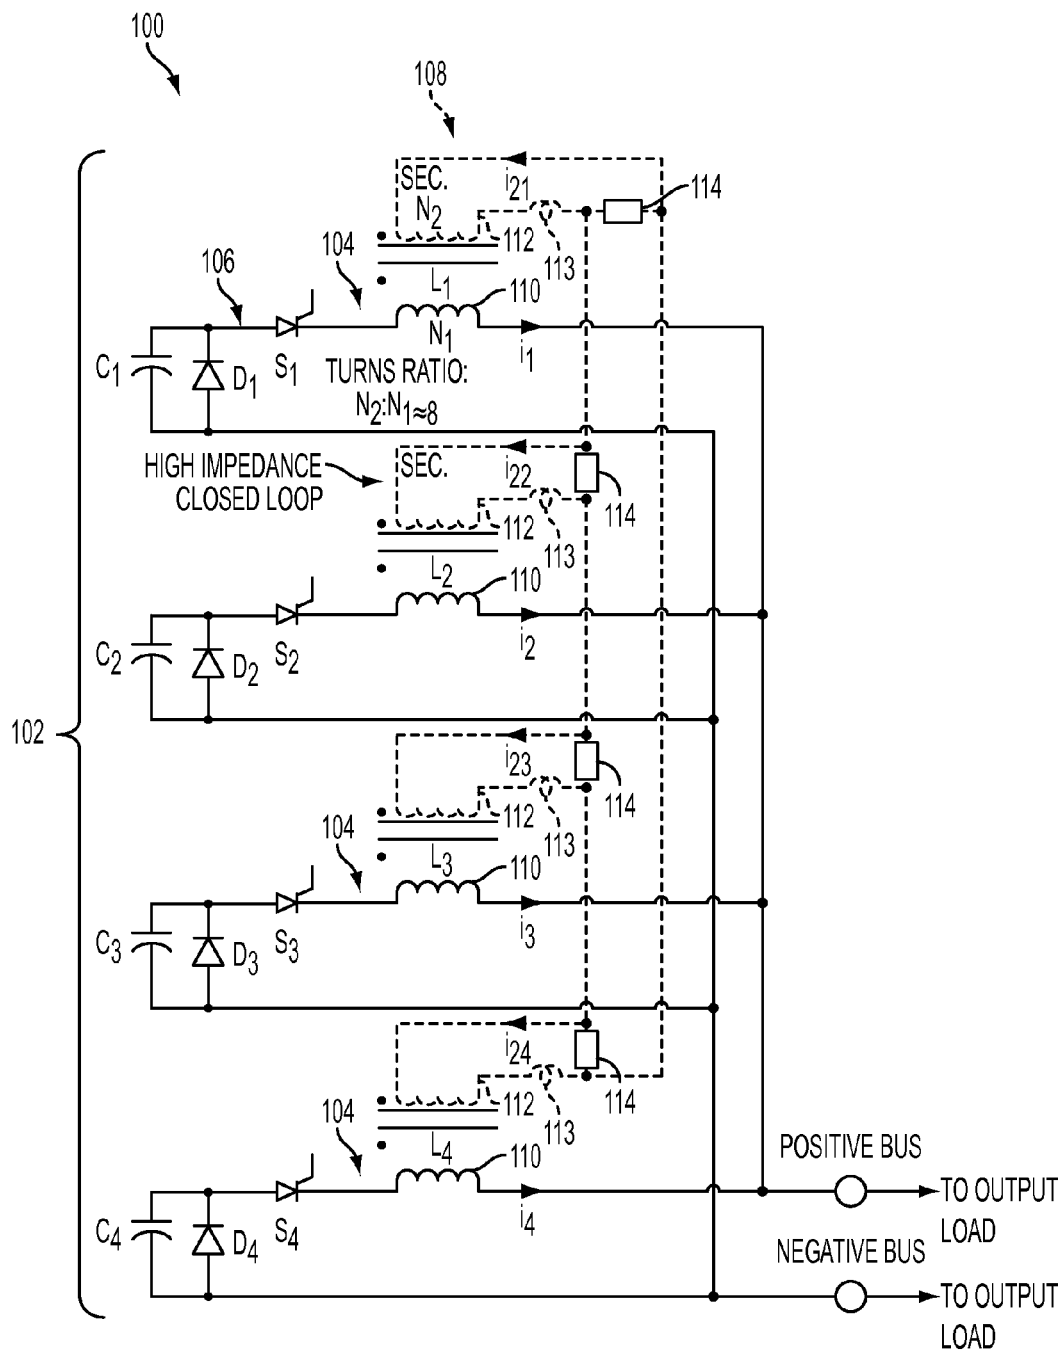 100
108
SEC.
N2
i21
114
112
113
104
106
L1
110
N1
i1
C1
D1
S1
TURNS RATIO:
N2:N1≈8
HIGH IMPEDANCE
CLOSED LOOP
SEC.
i22
114
112
113
L2
110
i2
C2
D2
S2
102
i23
114
112
113
104
L3
110
i3
C3
D3
S3
i24
114
112
113
104
L4
110
i4
C4
D4
S4
POSITIVE BUS
TO OUTPUT
LOAD
NEGATIVE BUS
TO OUTPUT
LOAD